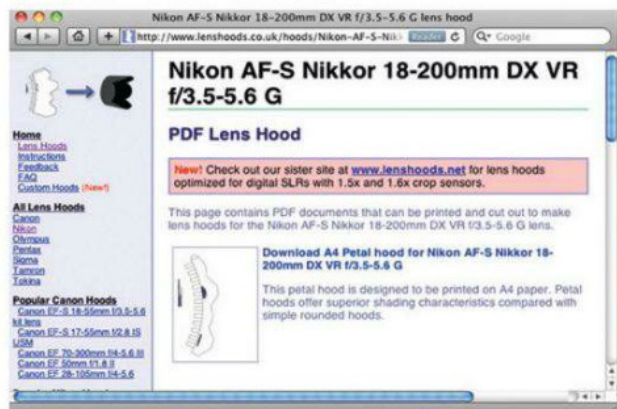 Nikon AF-S Nikkor 18-200mm DX VR f/3.5-5.6 G lens hood
http://www.lenshoods.co.uk/hoods/Nikon-AF-S-Nik
Reader
Google
Home
Lens Hoods
Instructions
Feedback
FAQ
Custom Hoods (New!)
All Lens Hoods
Canon
Nikon
Olympus
Pentax
Sigma
Tamron
Tokina
Popular Canon Hoods
Canon EF-S 18-55mm f/3.5-5.6
kit lens
Canon EF-S 17-55mm f/2.8 IS
USM
Canon EF 70-300mm f/4-5.6 III
Canon EF 50mm f/1.8 II
Canon EF 28-105mm f/4-5.6
Nikon AF-S Nikkor 18-200mm DX VR
f/3.5-5.6 G
PDF Lens Hood
New! Check out our sister site at www.lenshoods.net for lens hoods
optimized for digital SLRs with 1.5x and 1.6x crop sensors.
This page contains PDF documents that can be printed and cut out to make
lens hoods for the Nikon AF-S Nikkor 18-200mm DX VR f/3.5-5.6 G lens.
Download A4 Petal hood for Nikon AF-S Nikkor 18-
200mm DX VR f/3.5-5.6 G
This petal hood is designed to be printed on A4 paper. Petal
hoods offer superior shading characteristics compared with
simple rounded hoods.